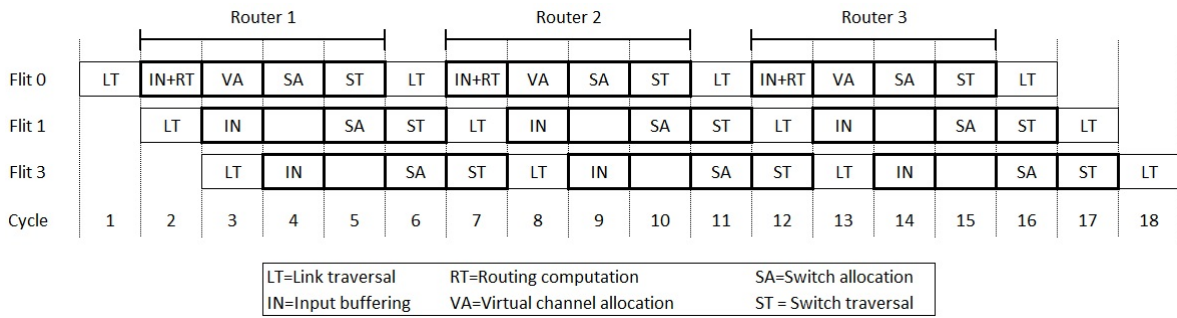 Router 1 Router 2 Router 3
Flit 0 LT IN+RT VA SA ST LT IN+RT VA SA ST LT IN+RT VA SA ST LT
Flit 1 LT IN SA ST LT IN SA ST LT IN SA ST LT
Flit 3 LT IN SA ST LT IN SA ST LT IN SA ST LT
Cycle 1 2 3 4 5 6 7 8 9 10 11 12 13 14 15 16 17 18
LT=Link traversal RT=Routing computation SA=Switch allocation
IN=Input buffering VA=Virtual channel allocation ST = Switch traversal